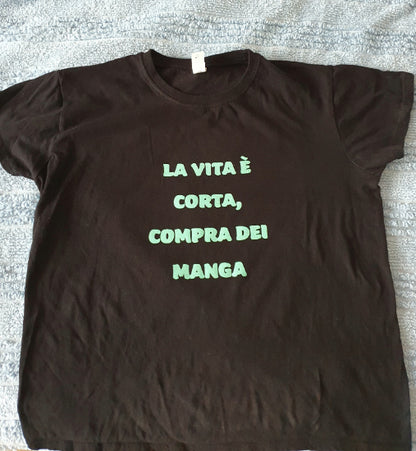 LA VITA È
CORTA,
COMPRA DEI
MANGA